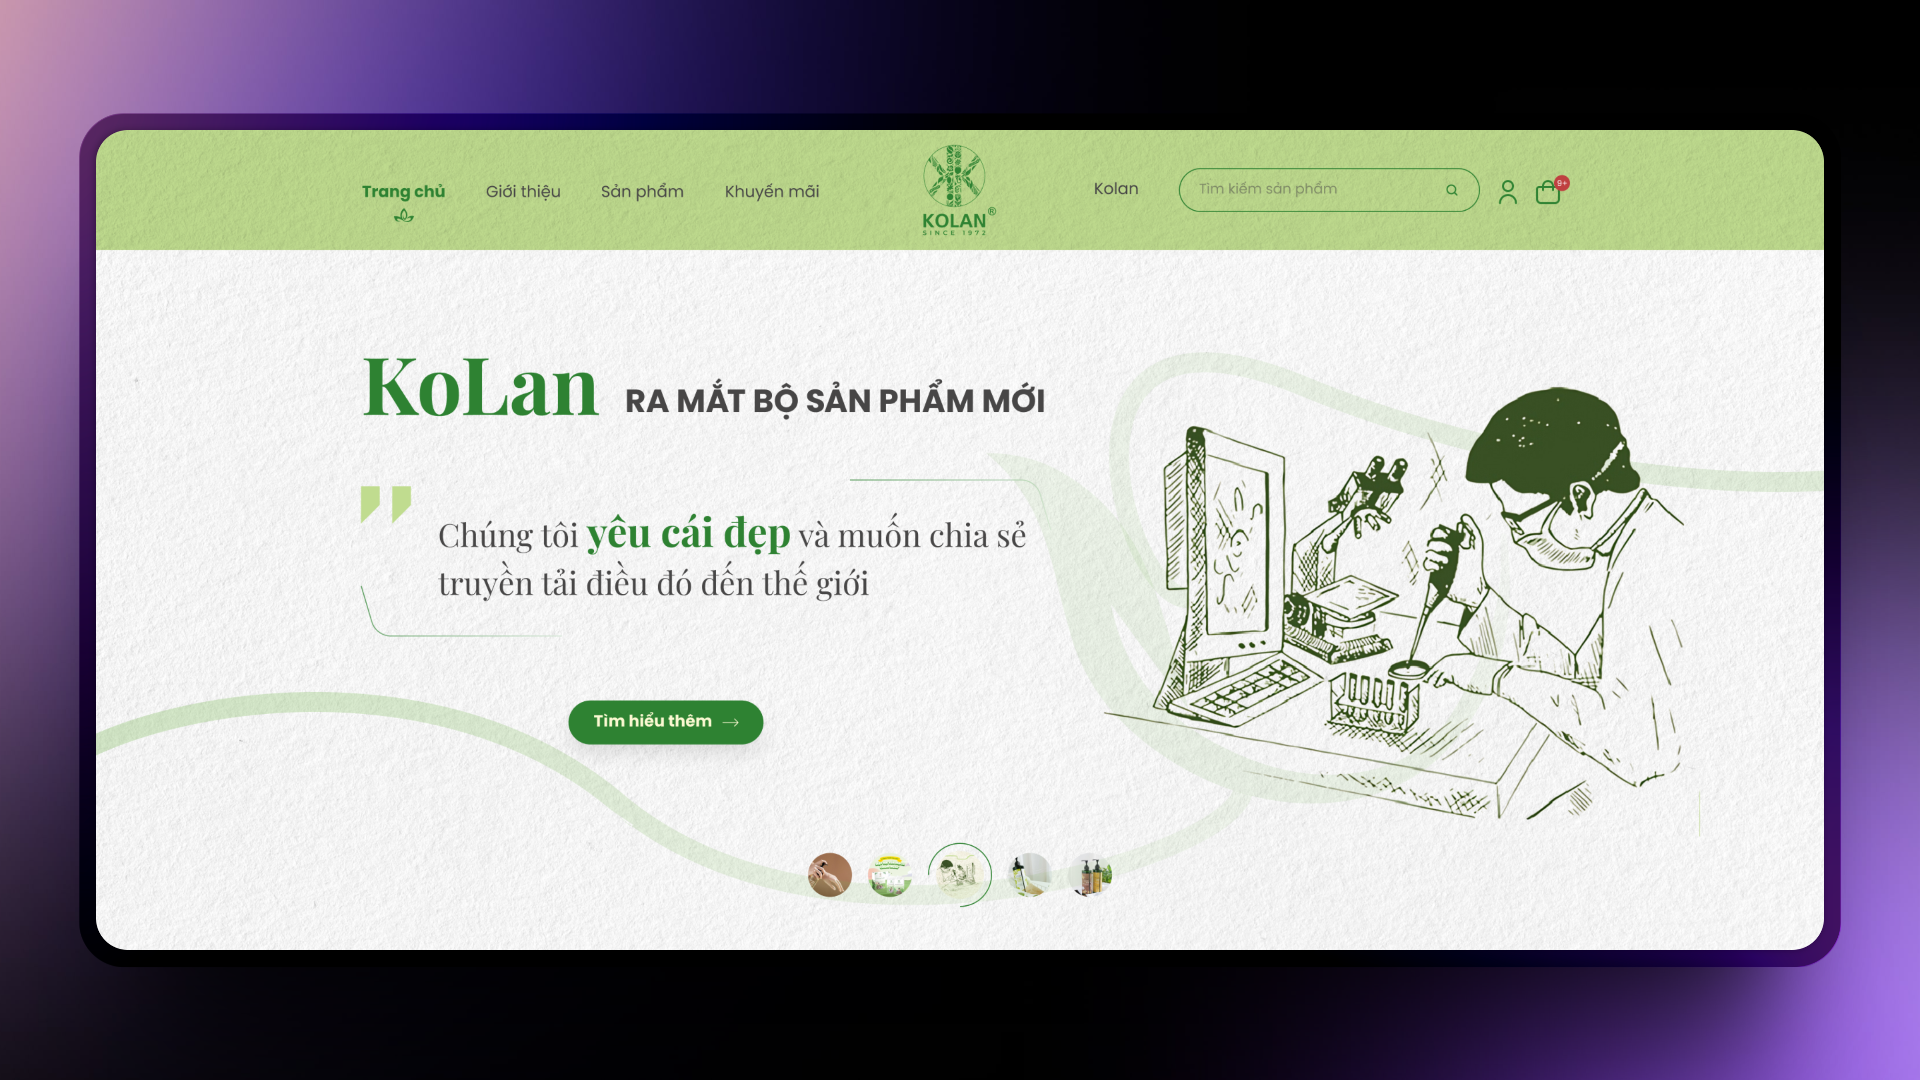 Trang chủ
Giới thiệu
Sản phẩm
Khuyến mãi
KOLAN®
SINCE 1972
Kolan
Tìm kiếm sản phẩm
9+
KoLan RA MẮT BỘ SẢN PHẨM MỚI
Chúng tôi yêu cái đẹp và muốn chia sẻ
truyền tải điều đó đến thế giới
Tìm hiểu thêm →